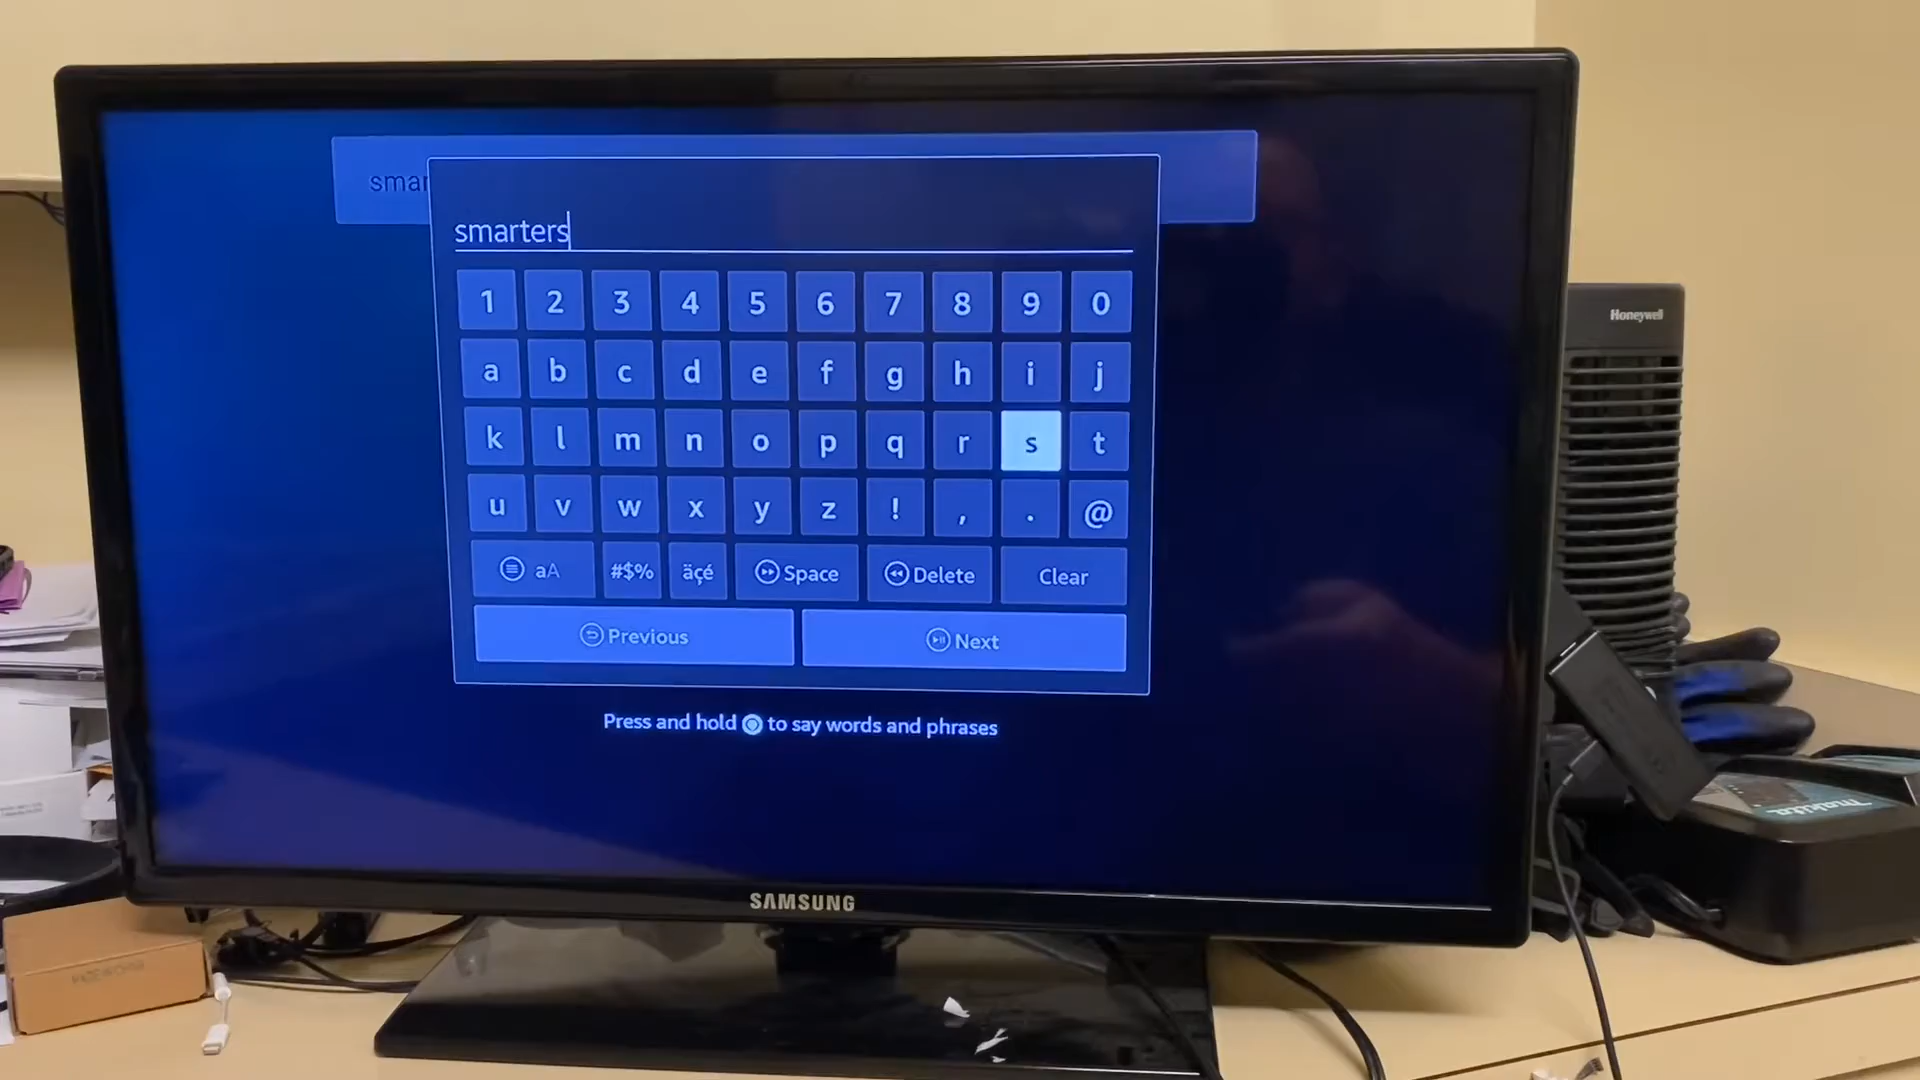 smar
smarters
1 2 3 4 5 6 7 8 9 0
a b c d e f g h i j
k l m n o p q r s t
u v w x y z ! , . @
aA #$% äçé Space Delete Clear
Previous Next
Press and hold to say words and phrases
SAMSUNG
Honeywell
makita